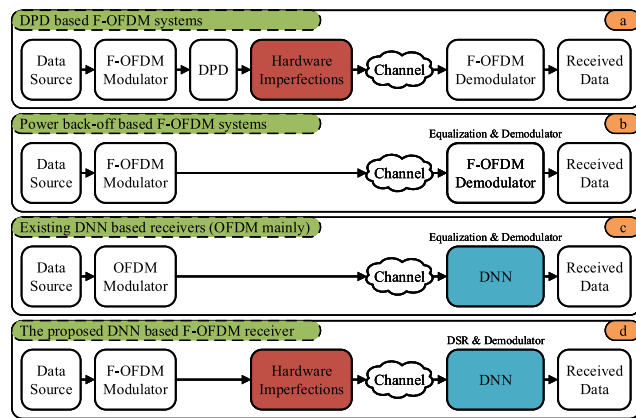 DPD based F-OFDM systems
a
Data Source
F-OFDM Modulator
DPD
Hardware Imperfections
Channel
F-OFDM Demodulator
Received Data
Power back-off based F-OFDM systems
b
Equalization & Demodulator
Data Source
F-OFDM Modulator
Channel
F-OFDM Demodulator
Received Data
Existing DNN based receivers (OFDM mainly)
c
Equalization & Demodulator
Data Source
OFDM Modulator
Channel
DNN
Received Data
The proposed DNN based F-OFDM receiver
d
DSR & Demodulator
Data Source
F-OFDM Modulator
Hardware Imperfections
Channel
DNN
Received Data